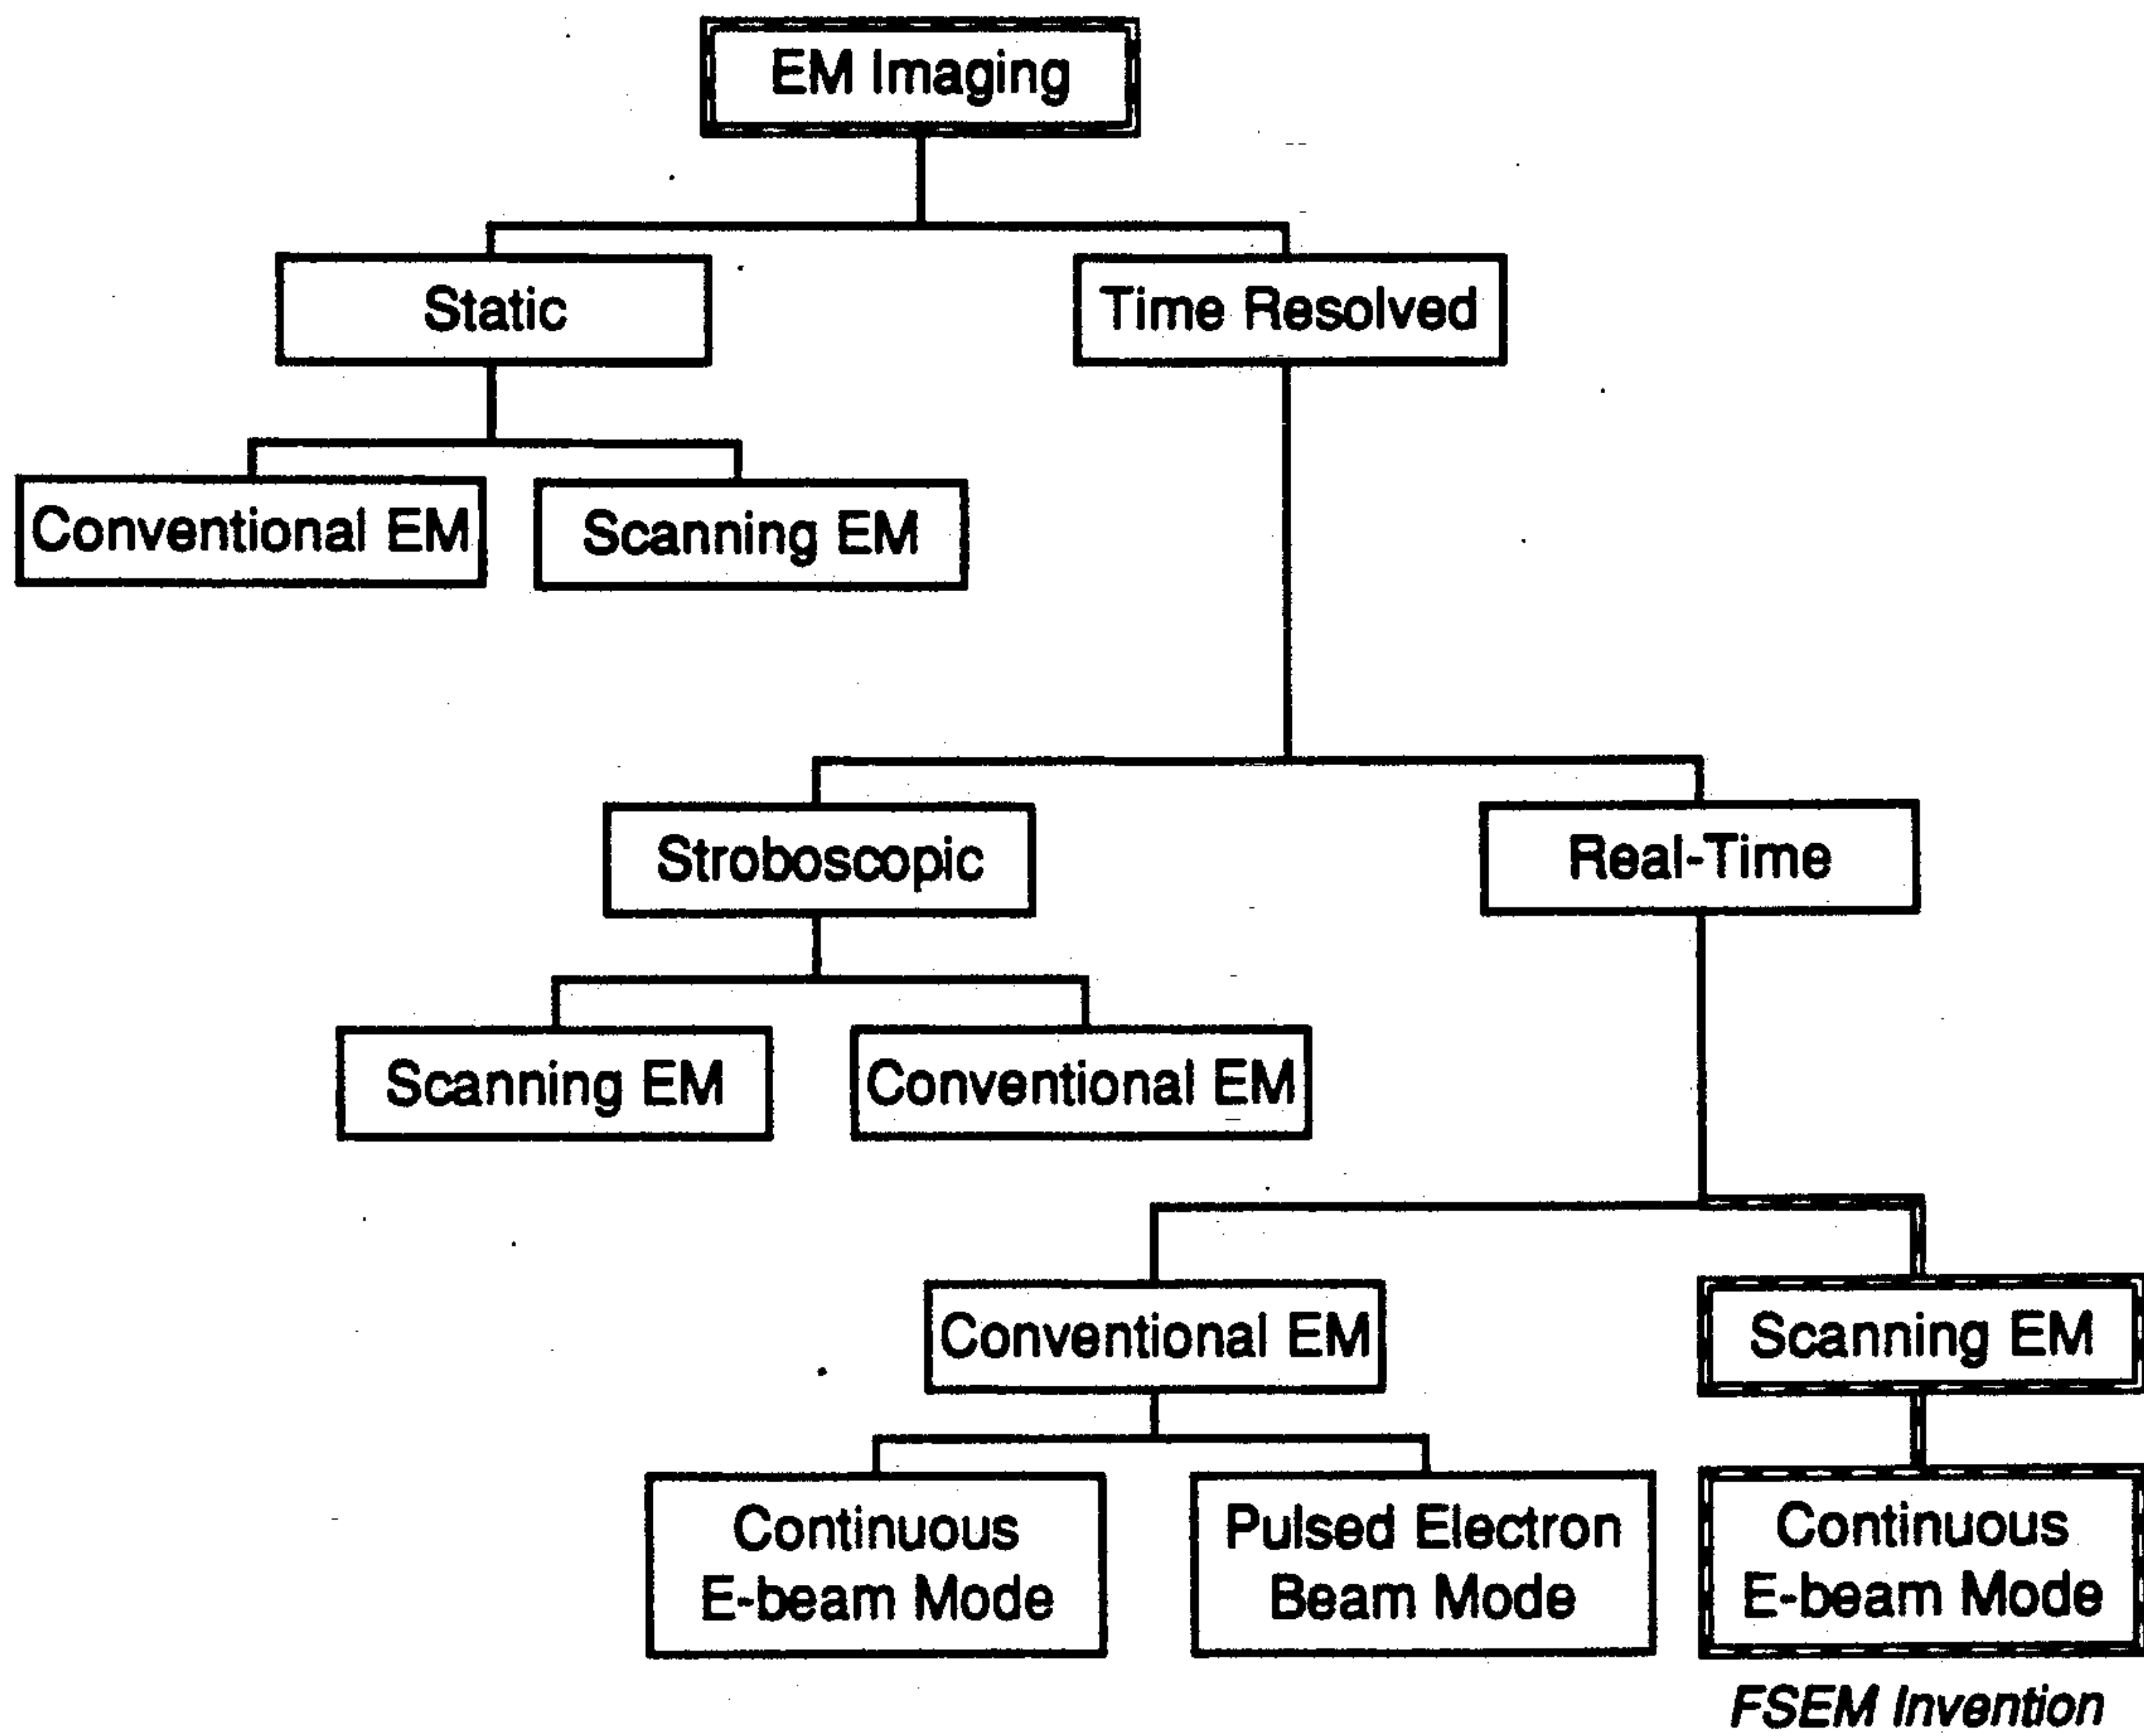 EM Imaging
Static
Time Resolved
Conventional EM
Scanning EM
Stroboscopic
Real-Time
Scanning EM
Conventional EM
Conventional EM
Scanning EM
Continuous
E-beam Mode
Pulsed Electron
Beam Mode
Continuous
E-beam Mode
FSEM Invention